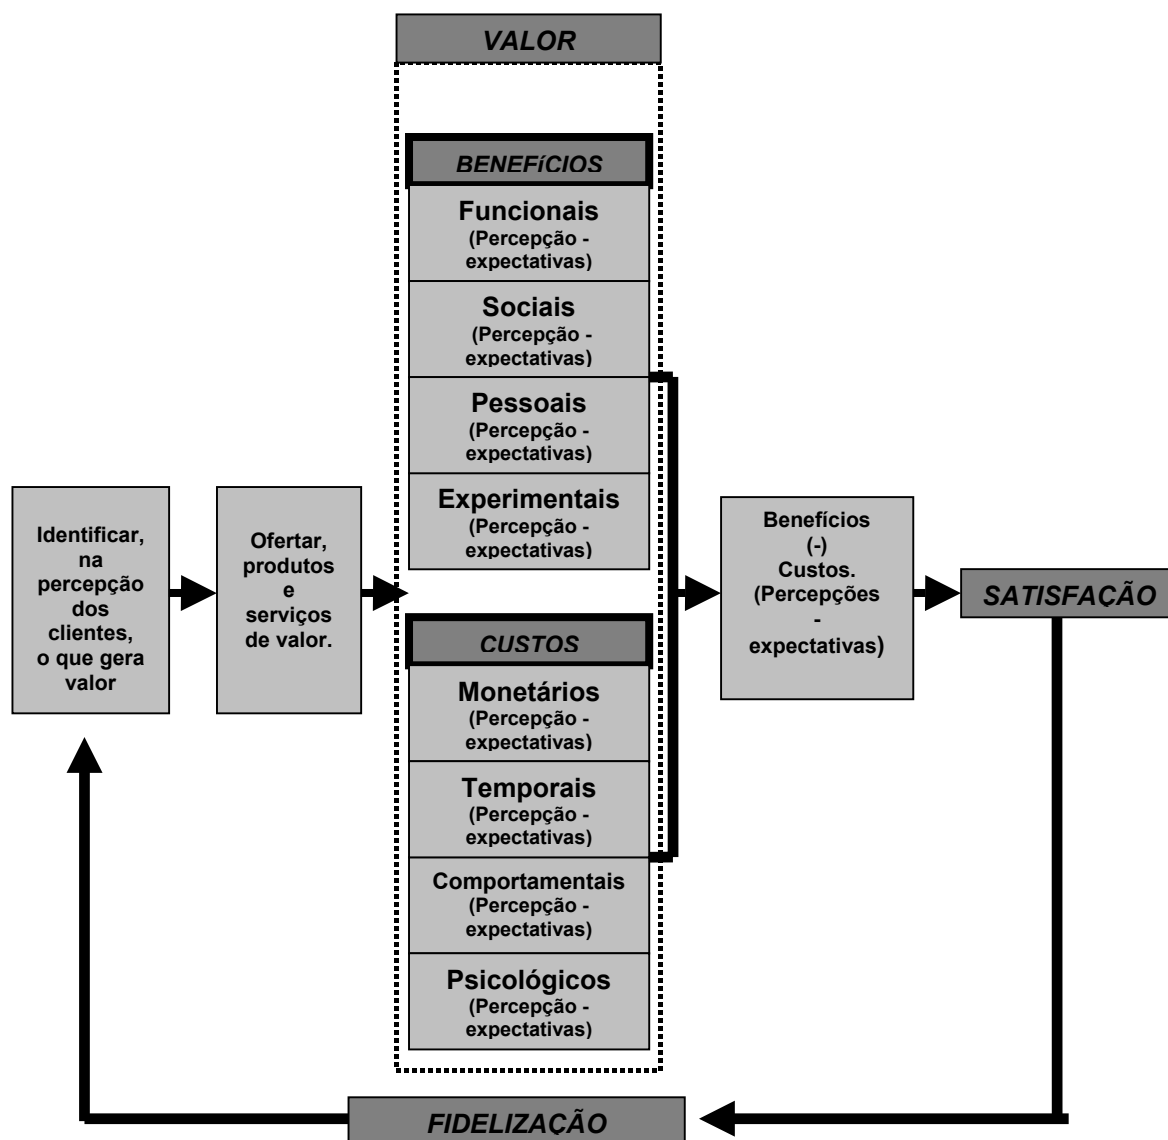 VALOR
BENEFíCIOS
Funcionais
(Percepção -
expectativas)
Sociais
(Percepção -
expectativas)
Pessoais
(Percepção -
expectativas)
Experimentais
(Percepção -
expectativas)
Identificar,
na
percepção
dos
clientes,
o que gera
valor
Ofertar,
produtos
e
serviços
de valor.
CUSTOS
Monetários
(Percepção -
expectativas)
Temporais
(Percepção -
expectativas)
Comportamentais
(Percepção -
expectativas)
Psicológicos
(Percepção -
expectativas)
Benefícios
(-)
Custos.
(Percepções
-
expectativas)
SATISFAÇÃO
FIDELIZAÇÃO